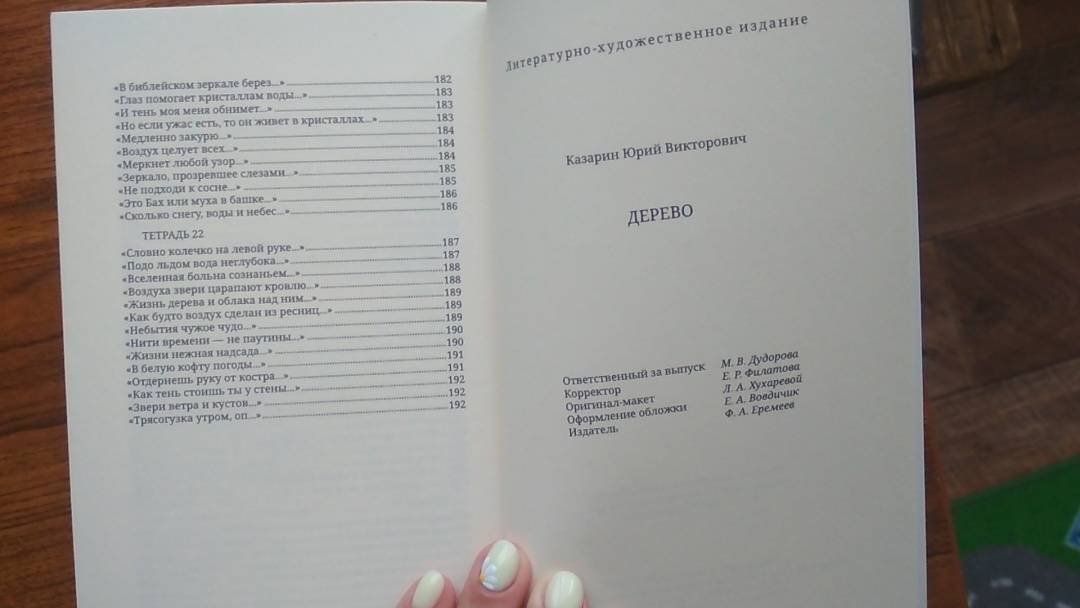 «В библейском зеркале берез...» 182
«Глаз помогает кристаллам воды...» 183
«И тень моя меня обнимет...» 183
«Но если ужас есть, то он живет в кристаллах...» 183
«Медленно закурю...» 184
«Воздух целует всех...» 184
«Меркнет любой узор...» 184
«Зеркало, прозревшее слезами...» 185
«Не подходи к сосне...» 185
«Это Бах или муха в башке...» 186
«Сколько снегу, воды и небес...» 186
ТЕТРАДЬ 22
«Словно колечко на левой руке...» 187
«Подо льдом вода неглубока...» 187
«Вселенная больна сознаньем...» 188
«Воздуха звери царапают кровлю...» 188
«Жизнь дерева и облака над ним...» 189
«Как будто воздух сделан из ресниц...» 189
«Небытия чужое чудо...» 189
«Нити времени — не паутины...» 190
«Жизни нежная надсада...» 190
«В белую кофту погоды...» 191
«Отдернешь руку от костра...» 191
«Как тень стоишь ты у стены...» 192
«Звери ветра и кустов...» 192
«Трясогузка утром, оп...» 192
Литературно-художественное издание
Казарин Юрий Викторович
ДЕРЕВО
Ответственный за выпуск М. В. Дудорова
Корректор Е. Р. Филатова
Оригинал-макет Л. А. Хухаревой
Оформление обложки Е. А. Вовдичик
Издатель Ф. А. Еремеев